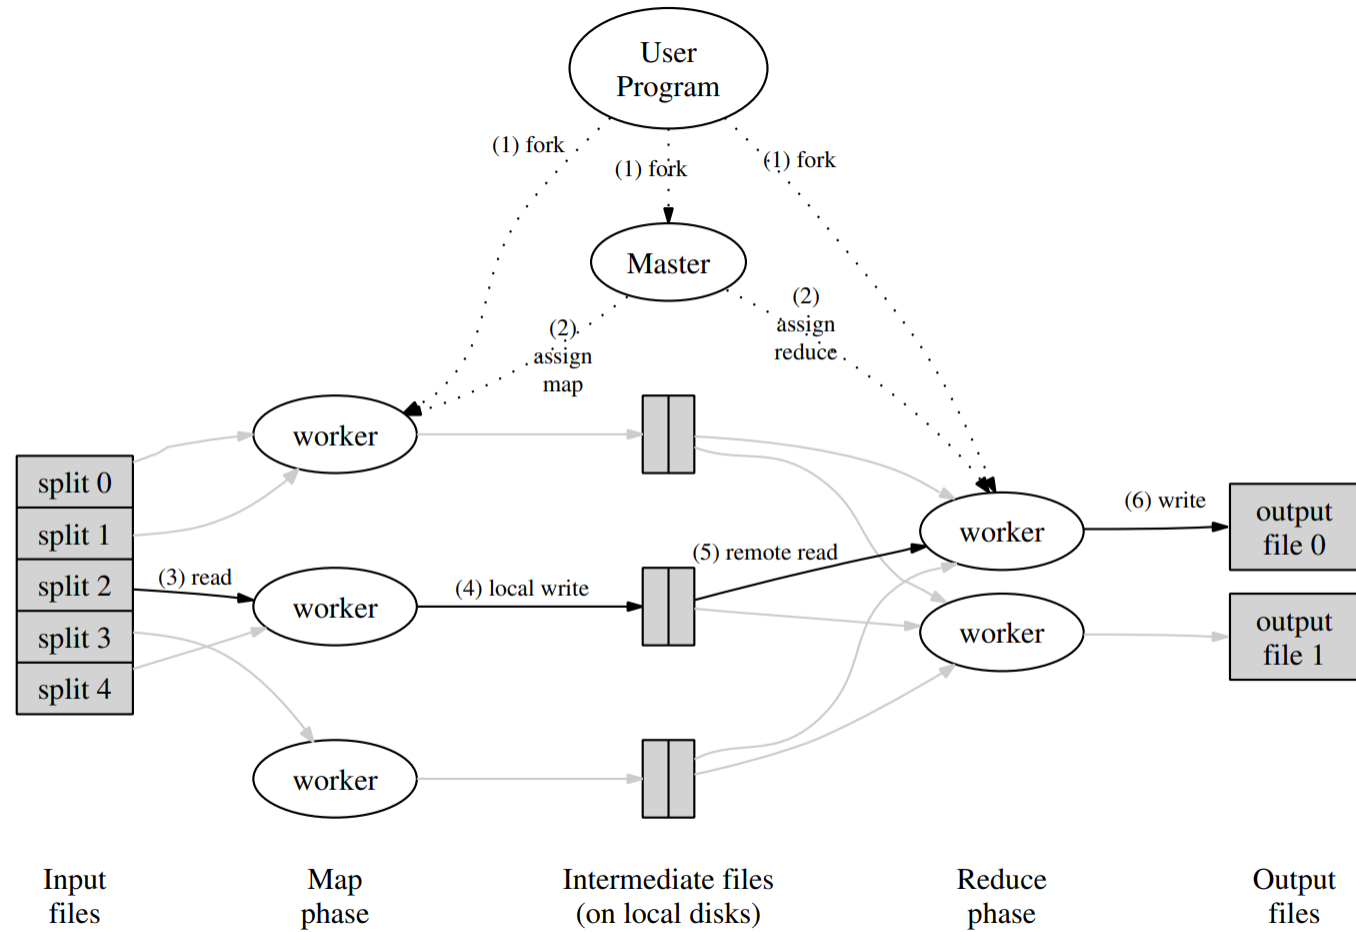 User
Program
(1) fork
(1) fork
(1) fork
Master
(2)
assign
map
(2)
assign
reduce
split 0
split 1
split 2
split 3
split 4
(3) read
worker
worker
worker
(4) local write
(5) remote read
worker
worker
(6) write
output
file 0
output
file 1
Input
files
Map
phase
Intermediate files
(on local disks)
Reduce
phase
Output
files